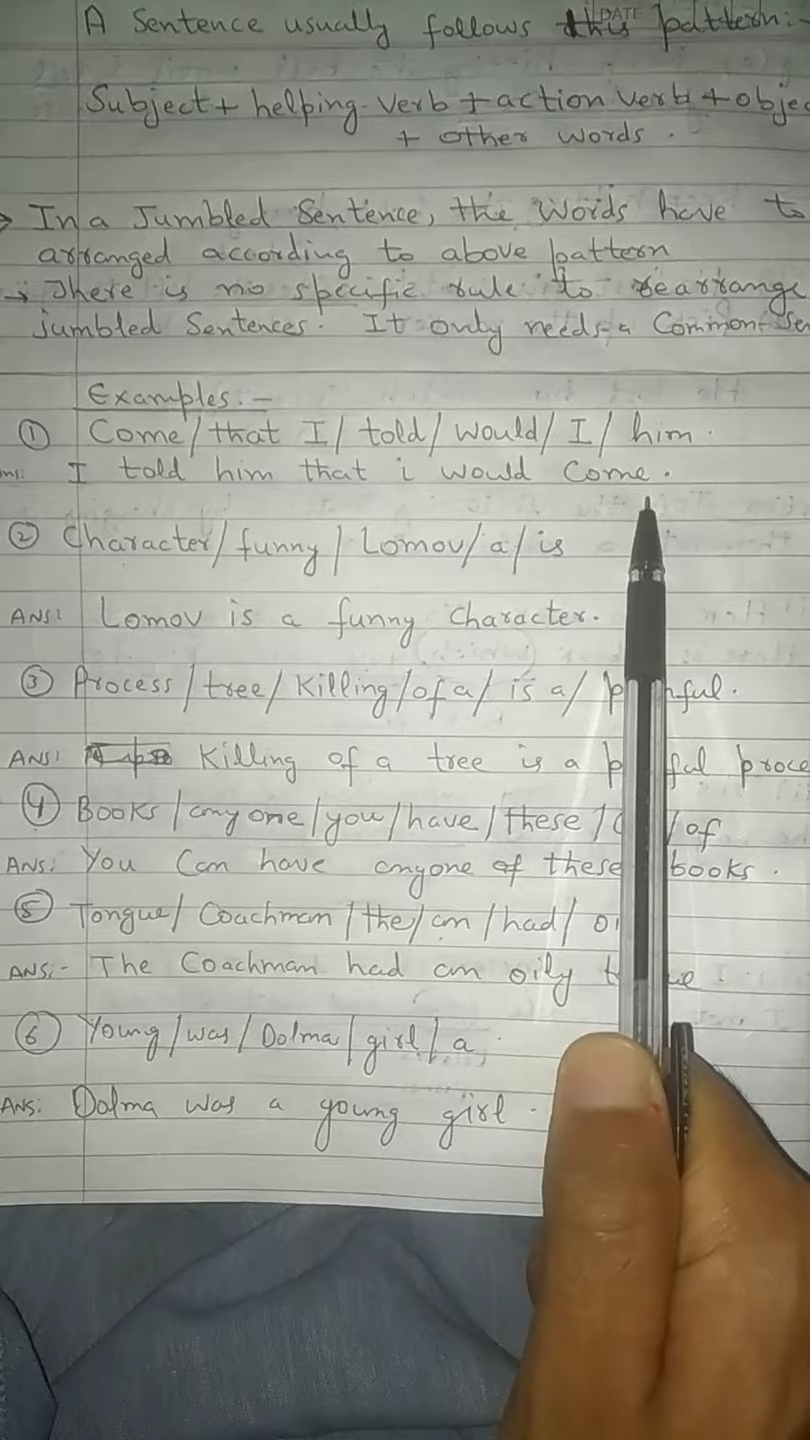 DATE
A Sentence usually follows this pattern:-
Subject + helping verb + action verb + objec
+ other words.
→ In a Jumbled Sentence, the words have to
arranged according to above pattern
→ There is no specific rule to rearrange
jumbled Sentences. It only needs a Common Sen
Examples:-
① Come/that I/told/would/I/him.
I told him that i would Come.
② Character/funny/Lomov/a/is
ANS: Lomov is a funny Character.
③ Process/tree/Killing/of a/is a/
ANS: Killing of a tree is a proce
④ Books/anyone/you/have/these/ /of
ANS: You Can have anyone of these books.
⑤ Tongue/Coachman/the/an/had/
ANS:- The Coachman had an oily
⑥ Young/was/Dolma/girl/a
ANS: Dolma was a young girl.